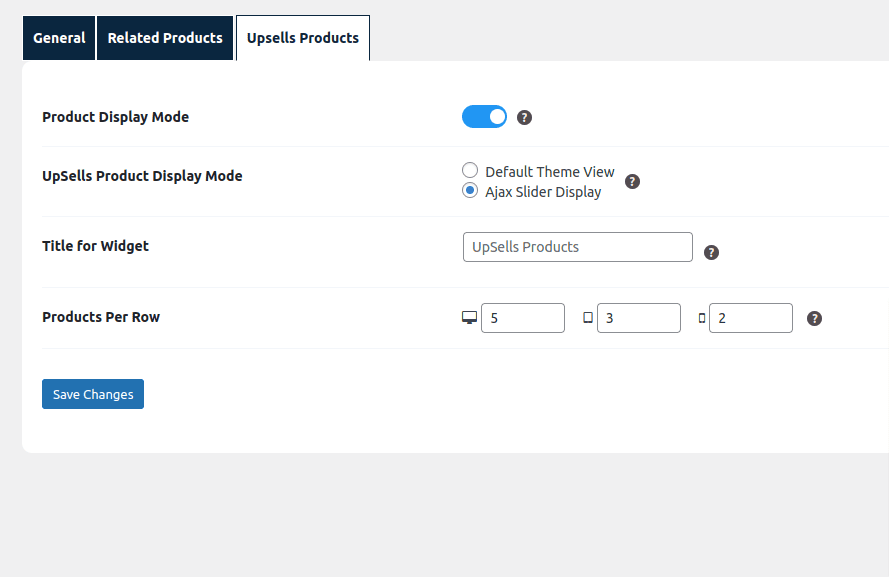 General Related Products Upsells Products
Product Display Mode ?
UpSells Product Display Mode
Default Theme View
Ajax Slider Display
?
Title for Widget UpSells Products ?
Products Per Row 5 3 2 ?
Save Changes